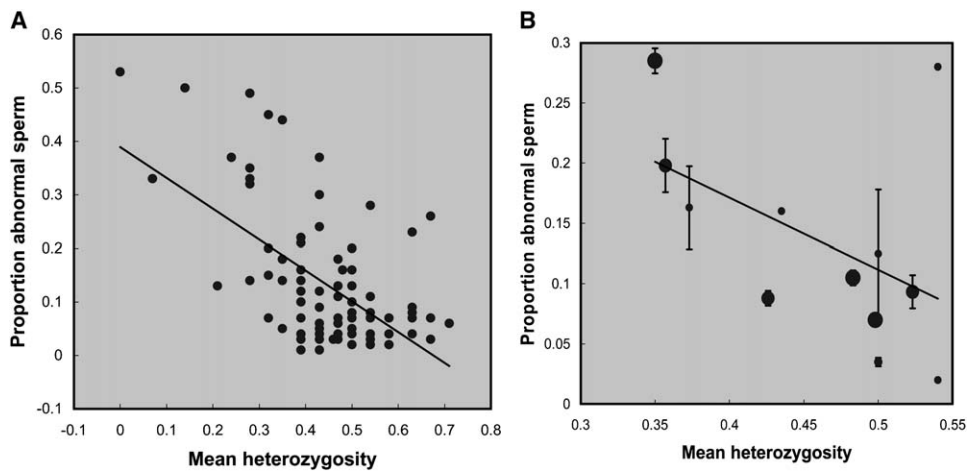 A
B
Proportion abnormal sperm
0.6
0.5
0.4
0.3
0.2
0.1
0
-0.1
-0.1 0 0.1 0.2 0.3 0.4 0.5 0.6 0.7 0.8
Mean heterozygosity
Proportion abnormal sperm
0.3
0.25
0.2
0.15
0.1
0.05
0
0.3 0.35 0.4 0.45 0.5 0.55
Mean heterozygosity